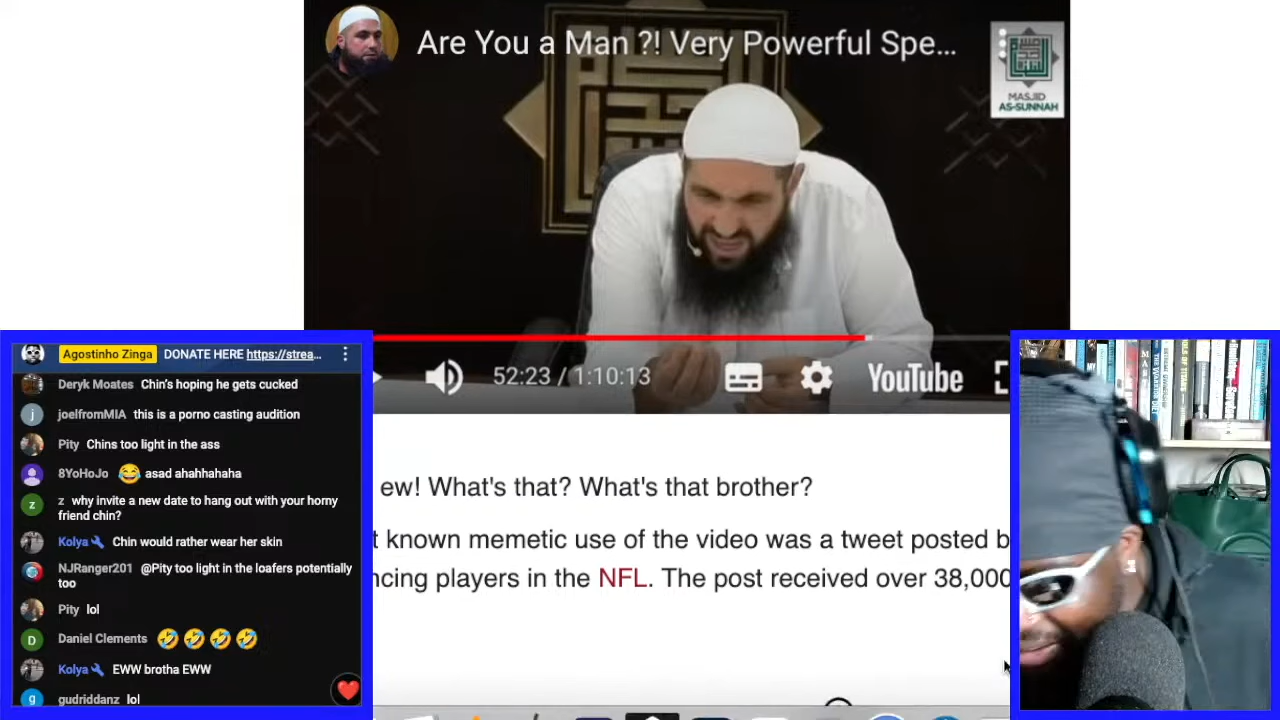 Are You a Man ?! Very Powerful Spe...
MASJID
AS-SUNNAH
52:23 / 1:10:13
YouTube
ew! What's that? What's that brother?
t known memetic use of the video was a tweet posted b
ncing players in the NFL. The post received over 38,000
Agostinho Zinga DONATE HERE https://strea...
Deryk Moates Chin's hoping he gets cucked
joelfromMIA this is a porno casting audition
Pity Chins too light in the ass
8YoHoJo 😂 asad ahahhahaha
z why invite a new date to hang out with your horny
friend chin?
Kolya Chin would rather wear her skin
NJRanger201 @Pity too light in the loafers potentially
too
Pity lol
Daniel Clements 🤣 🤣 🤣 🤣
Kolya EWW brotha EWW
gudriddanz lol